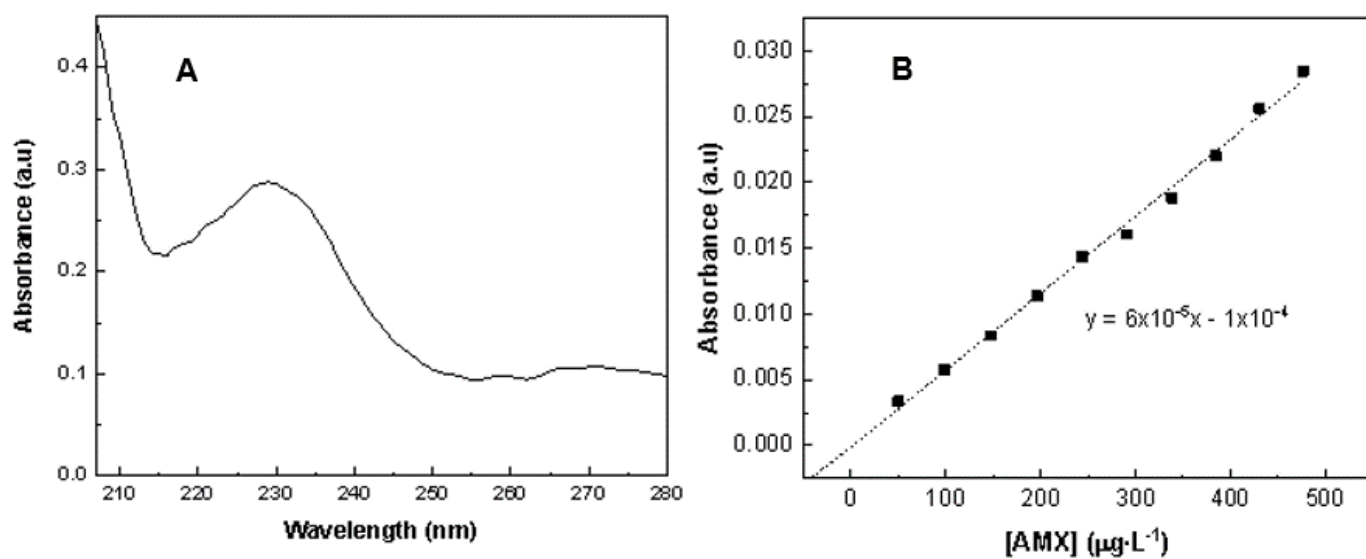 A
Absorbance (a.u)
0.4
0.3
0.2
0.1
0.0
210 220 230 240 250 260 270 280
Wavelength (nm)
B
Absorbance (a.u)
0.030
0.025
0.020
0.015
0.010
0.005
0.000
y = 6x10⁻⁵x - 1x10⁻⁴
0 100 200 300 400 500
[AMX] (µg·L⁻¹)